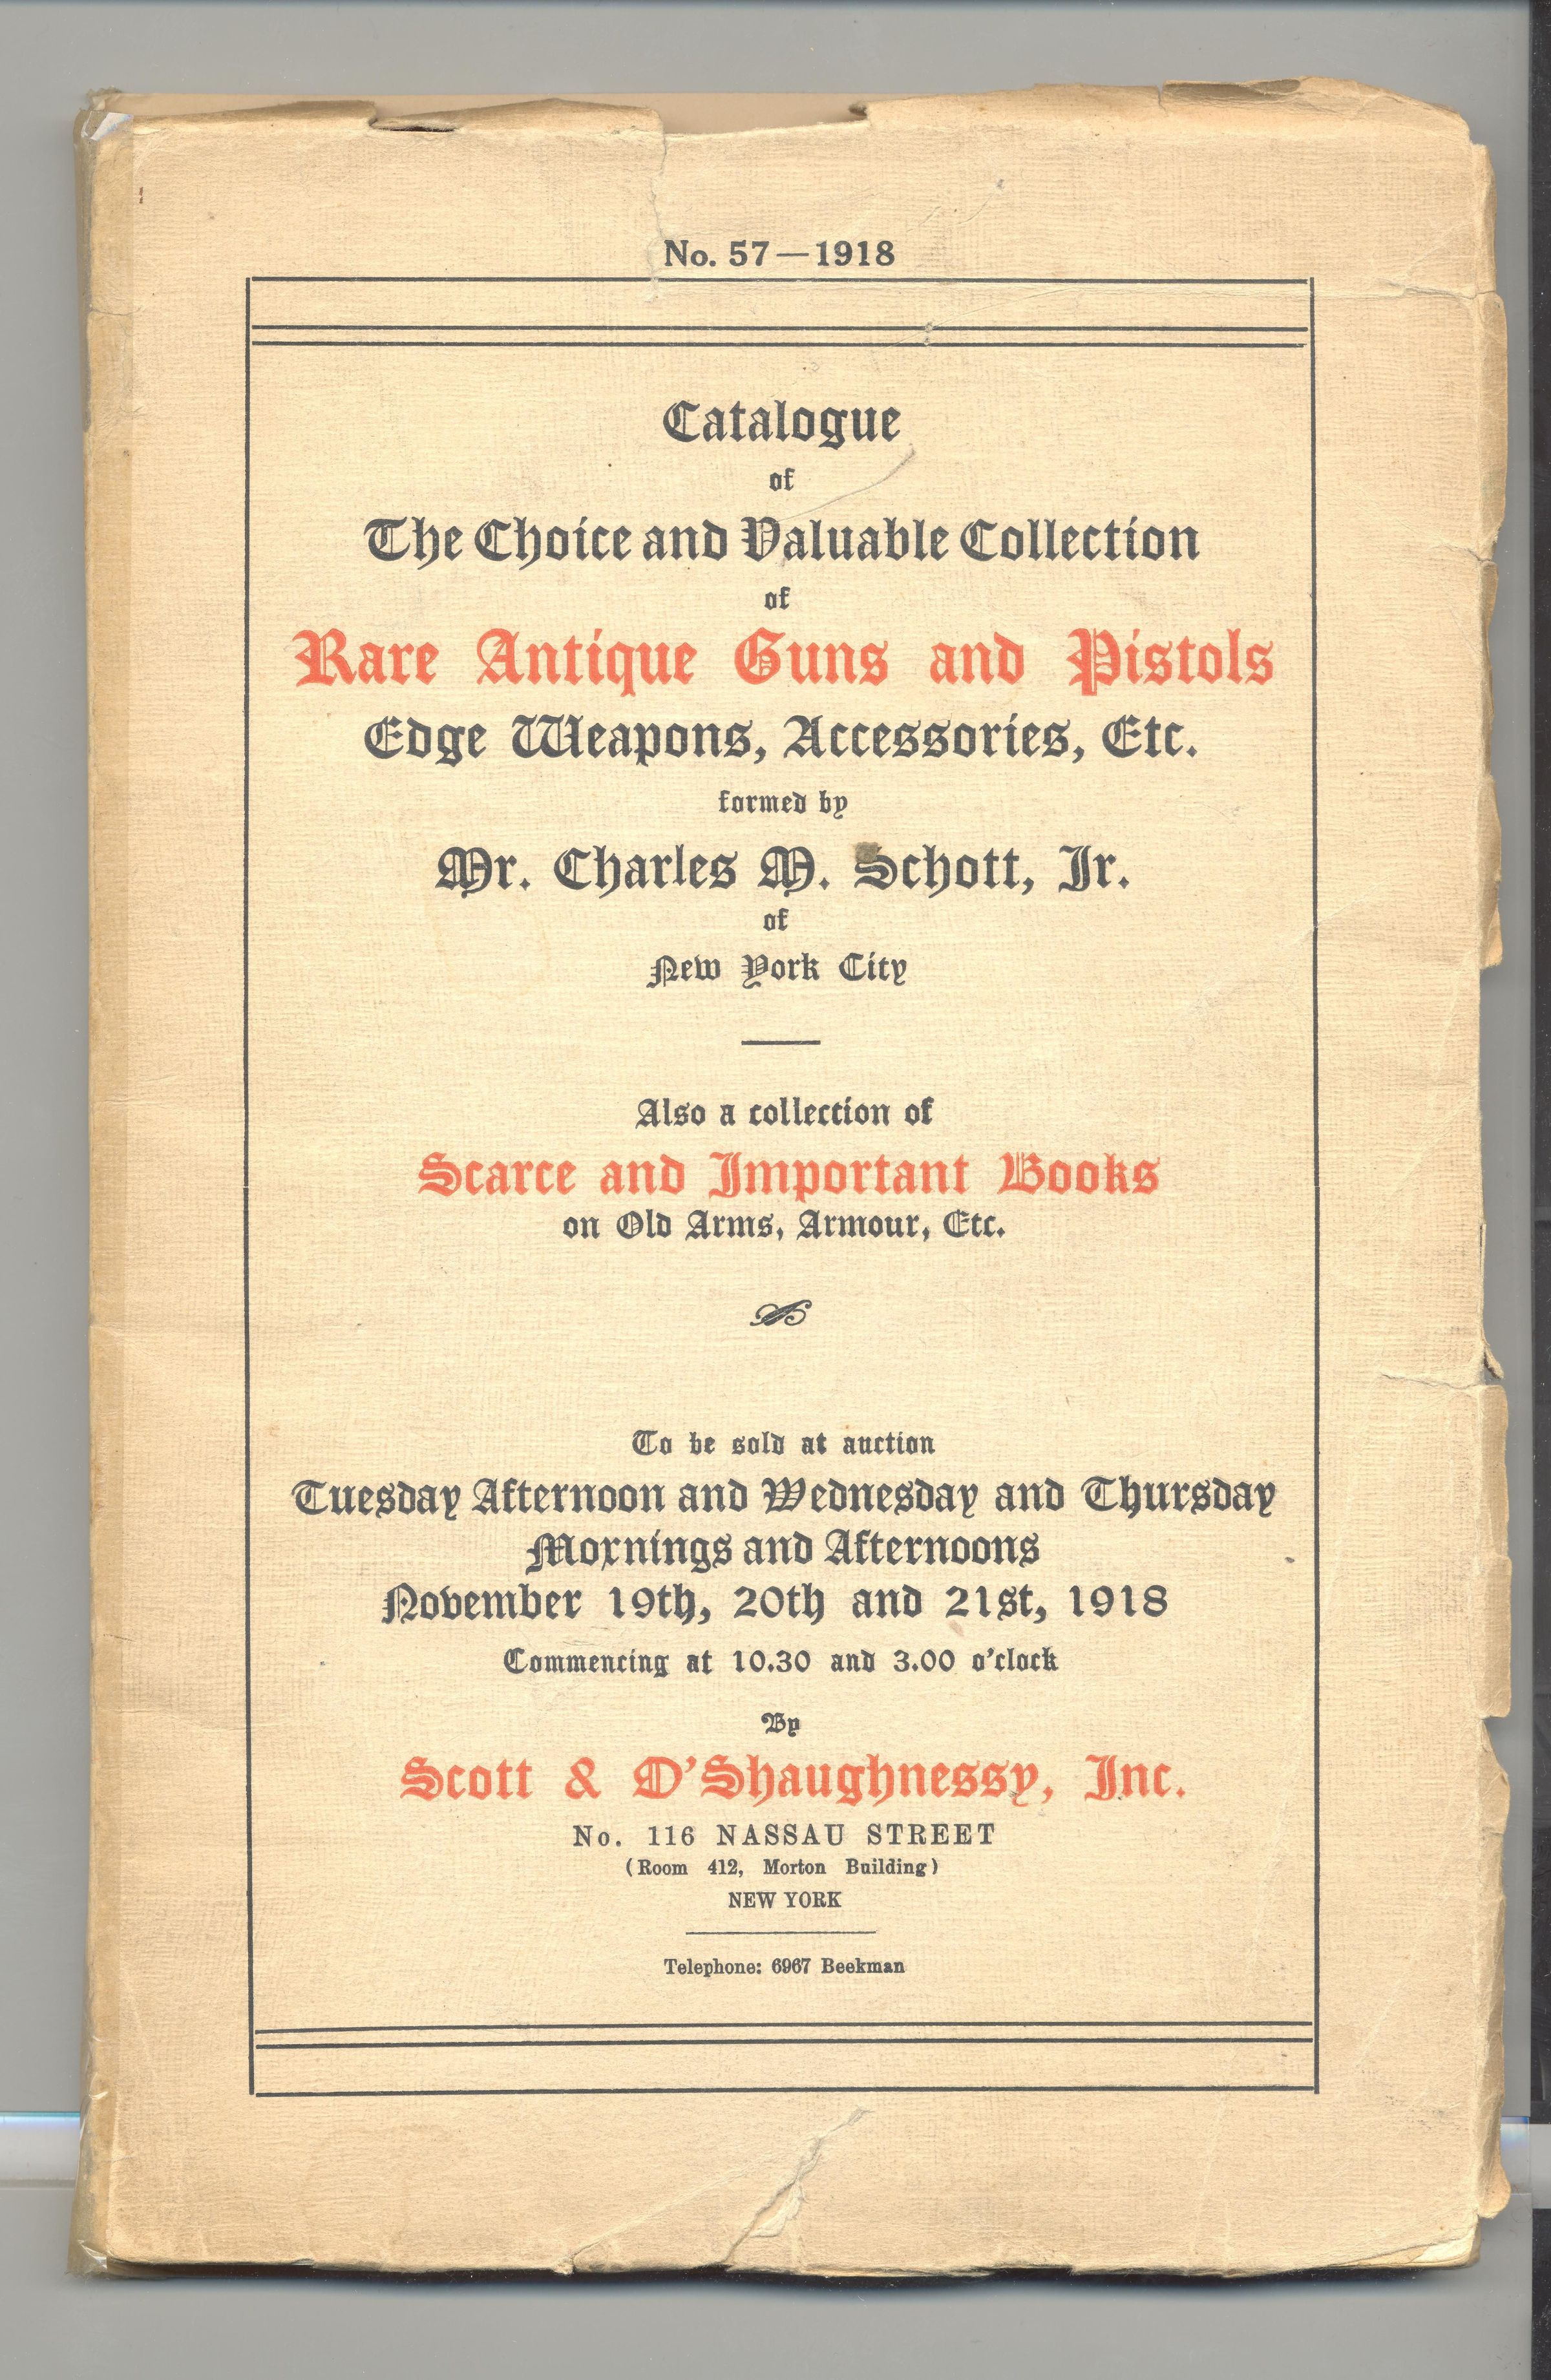 No. 57—1918
Catalogue
of
The Choice and Valuable Collection
of
Rare Antique Guns and Pistols
Edge Weapons, Accessories, Etc.
formed by
Mr. Charles M. Schott, Jr.
of
New York City
Also a collection of
Scarce and Important Books
on Old Arms, Armour, Etc.
To be sold at auction
Tuesday Afternoon and Wednesday and Thursday
Mornings and Afternoons
November 19th, 20th and 21st, 1918
Commencing at 10.30 and 3.00 o'clock
By
Scott & O'Shaughnessy, Inc.
No. 116 NASSAU STREET
(Room 412, Morton Building)
NEW YORK
Telephone: 6967 Beekman